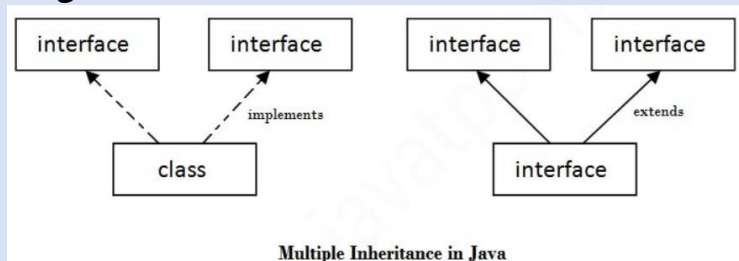 interface interface interface interface
implements extends
class interface
Multiple Inheritance in Java